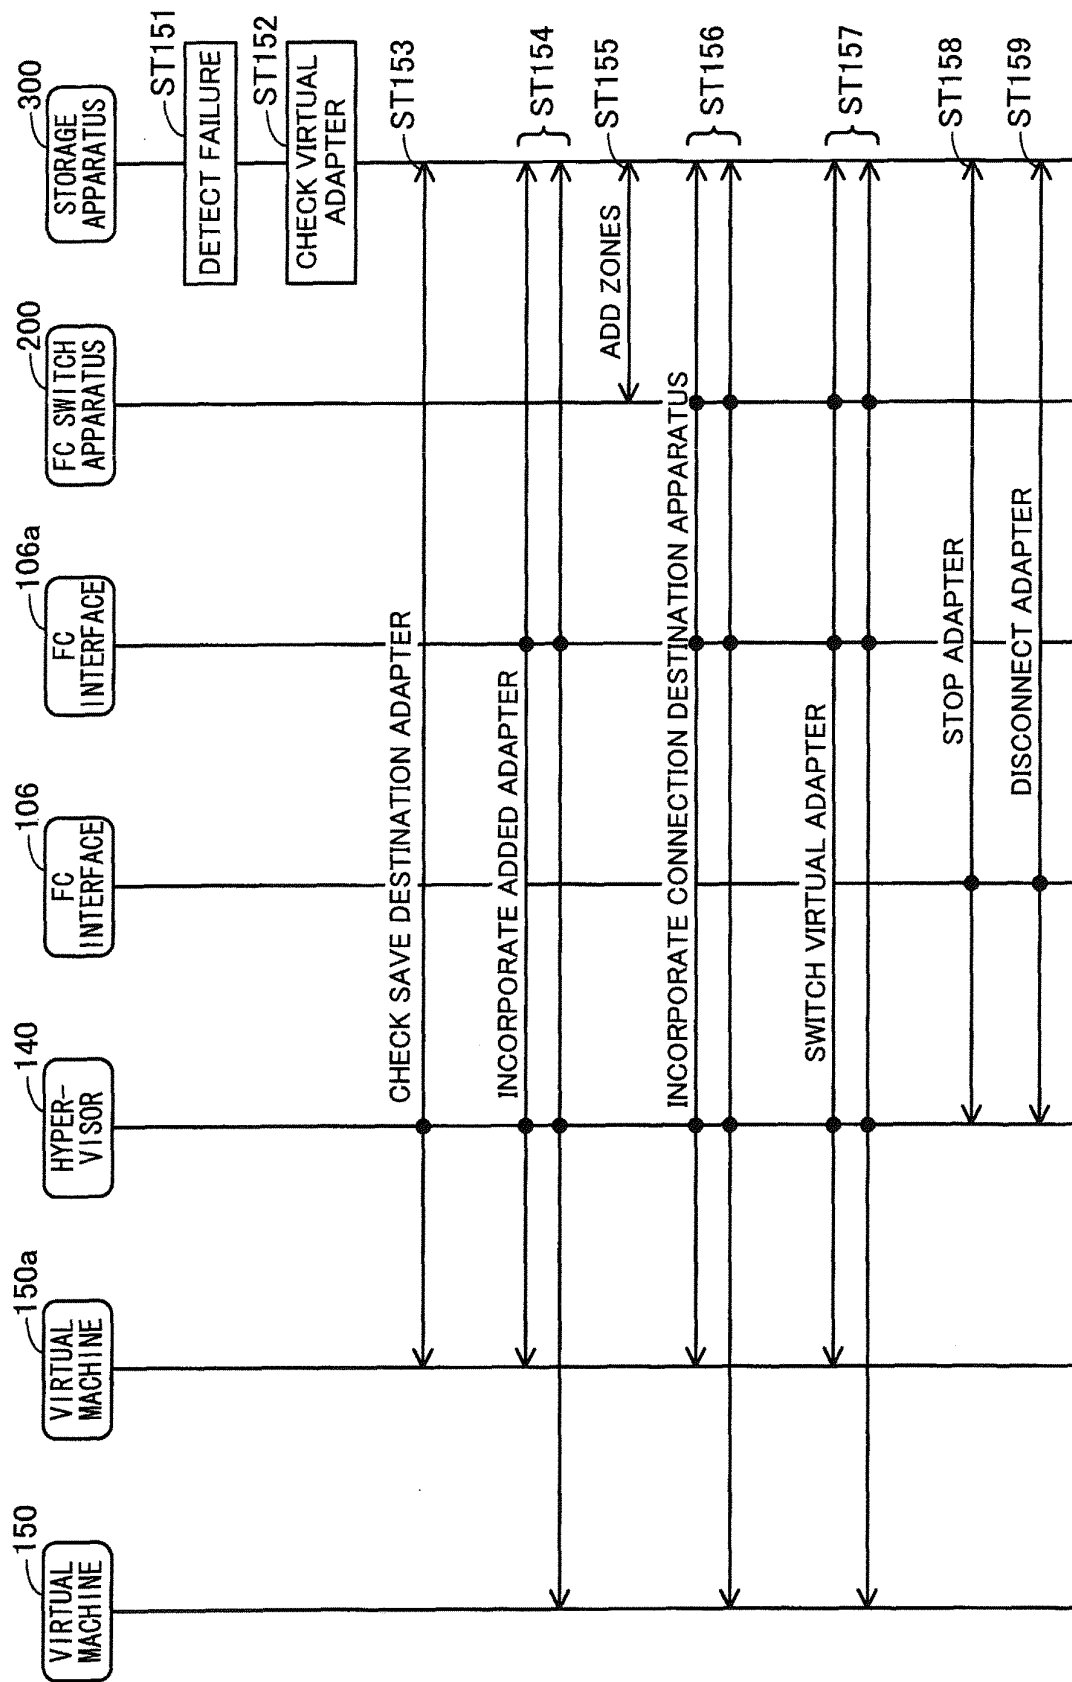 150
VIRTUAL
MACHINE
150a
VIRTUAL
MACHINE
140
HYPER-
VISOR
106
FC
INTERFACE
106a
FC
INTERFACE
200
FC SWITCH
APPARATUS
300
STORAGE
APPARATUS
DETECT FAILURE
ST151
CHECK VIRTUAL
ADAPTER
ST152
CHECK SAVE DESTINATION ADAPTER
ST153
INCORPORATE ADDED ADAPTER
ST154
ADD ZONES
ST155
INCORPORATE CONNECTION DESTINATION APPARATUS
ST156
SWITCH VIRTUAL ADAPTER
ST157
STOP ADAPTER
ST158
DISCONNECT ADAPTER
ST159